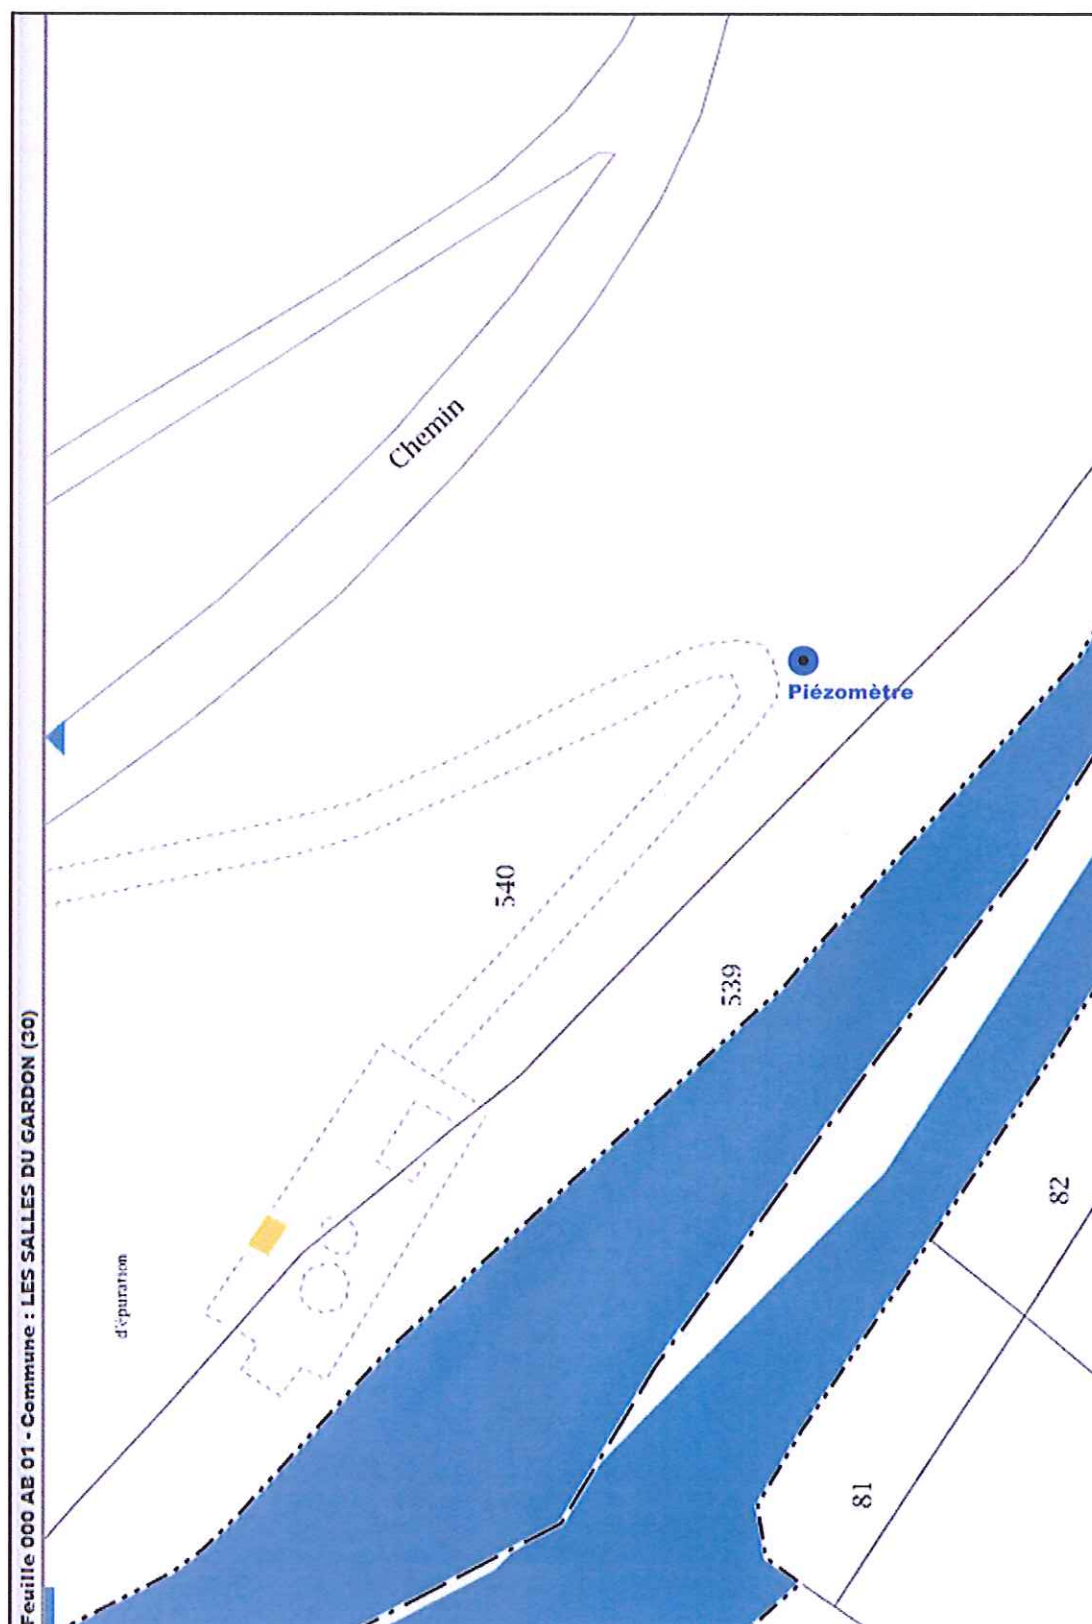 Feuille 000 AB 01 - Commune : LES SALLES DU GARDON (30)
Chemin
Piézomètre
540
539
d'épuration
82
81